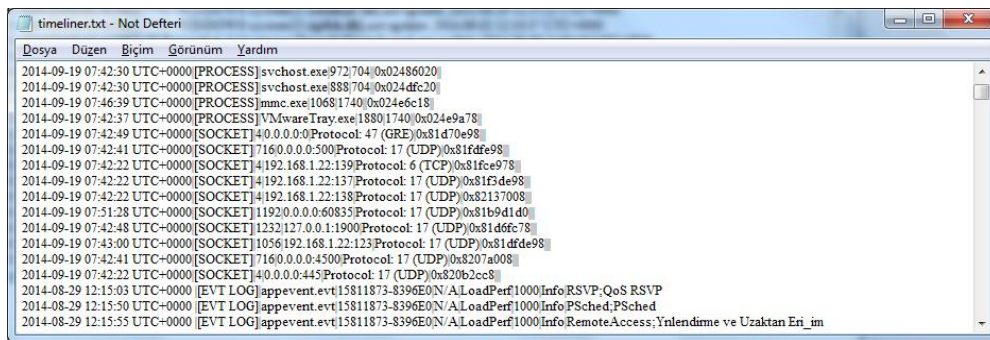 timeliner.txt - Not Defteri
Dosya Düzen Biçim Görünüm Yardım
2014-09-19 07:42:30 UTC+0000|[PROCESS]|svchost.exe|972|704||0x02486020||
2014-09-19 07:42:30 UTC+0000|[PROCESS]|svchost.exe|888|704||0x024dfc20||
2014-09-19 07:46:39 UTC+0000|[PROCESS]|mmc.exe|1068|1740||0x024e6c18||
2014-09-19 07:42:37 UTC+0000|[PROCESS]|VMwareTray.exe|1880|1740||0x024e9a78||
2014-09-19 07:42:49 UTC+0000|[SOCKET]|4|0.0.0.0:0|Protocol: 47 (GRE)|0x81d70e98||
2014-09-19 07:42:41 UTC+0000|[SOCKET]|716|0.0.0.0:500|Protocol: 17 (UDP)|0x81fdfe98||
2014-09-19 07:42:22 UTC+0000|[SOCKET]|4|192.168.1.22:139|Protocol: 6 (TCP)|0x81fce978||
2014-09-19 07:42:22 UTC+0000|[SOCKET]|4|192.168.1.22:137|Protocol: 17 (UDP)|0x81f3de98||
2014-09-19 07:42:22 UTC+0000|[SOCKET]|4|192.168.1.22:138|Protocol: 17 (UDP)|0x82137008||
2014-09-19 07:51:28 UTC+0000|[SOCKET]|1192|0.0.0.0:60835|Protocol: 17 (UDP)|0x81b9d1d0||
2014-09-19 07:42:48 UTC+0000|[SOCKET]|1232|127.0.0.1:1900|Protocol: 17 (UDP)|0x81d6fc78||
2014-09-19 07:43:00 UTC+0000|[SOCKET]|1056|192.168.1.22:123|Protocol: 17 (UDP)|0x81dfde98||
2014-09-19 07:42:41 UTC+0000|[SOCKET]|716|0.0.0.0:4500|Protocol: 17 (UDP)|0x8207a008||
2014-09-19 07:42:22 UTC+0000|[SOCKET]|4|0.0.0.0:445|Protocol: 17 (UDP)|0x820b2cc8||
2014-08-29 12:15:03 UTC+0000 |[EVT LOG]|appevent.evt|15811873-8396E0|N/A|LoadPerf|1000|Info|RSVP;QoS RSVP
2014-08-29 12:15:50 UTC+0000 |[EVT LOG]|appevent.evt|15811873-8396E0|N/A|LoadPerf|1000|Info|PSched;PSched
2014-08-29 12:15:55 UTC+0000 |[EVT LOG]|appevent.evt|15811873-8396E0|N/A|LoadPerf|1000|Info|RemoteAccess;Ynlendirme ve Uzaktan Eri_im